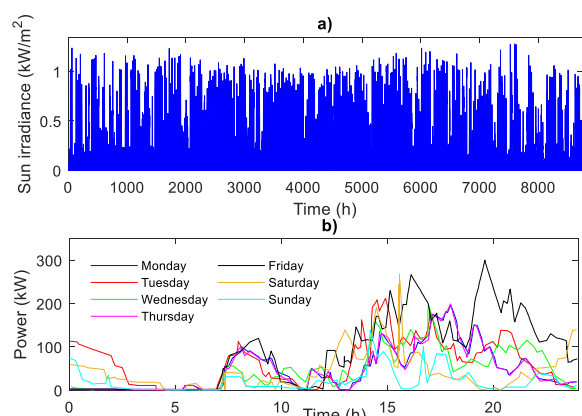 a)
Sun irradiance (kW/m²)
1
0.5
0
0 1000 2000 3000 4000 5000 6000 7000 8000
Time (h)
b)
Power (kW)
300
200
100
0
Monday Friday
Tuesday Saturday
Wednesday Sunday
Thursday
0 5 10 15 20
Time (h)